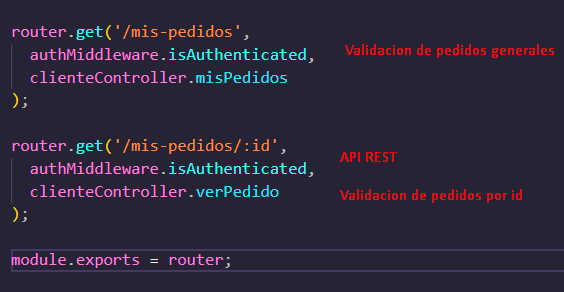 router.get('/mis-pedidos',
authMiddleware.isAuthenticated,
Validacion de pedidos generales
clienteController.misPedidos
);
router.get('/mis-pedidos/:id',
API REST
authMiddleware.isAuthenticated,
clienteController.verPedido
Validacion de pedidos por id
);
module.exports = router;